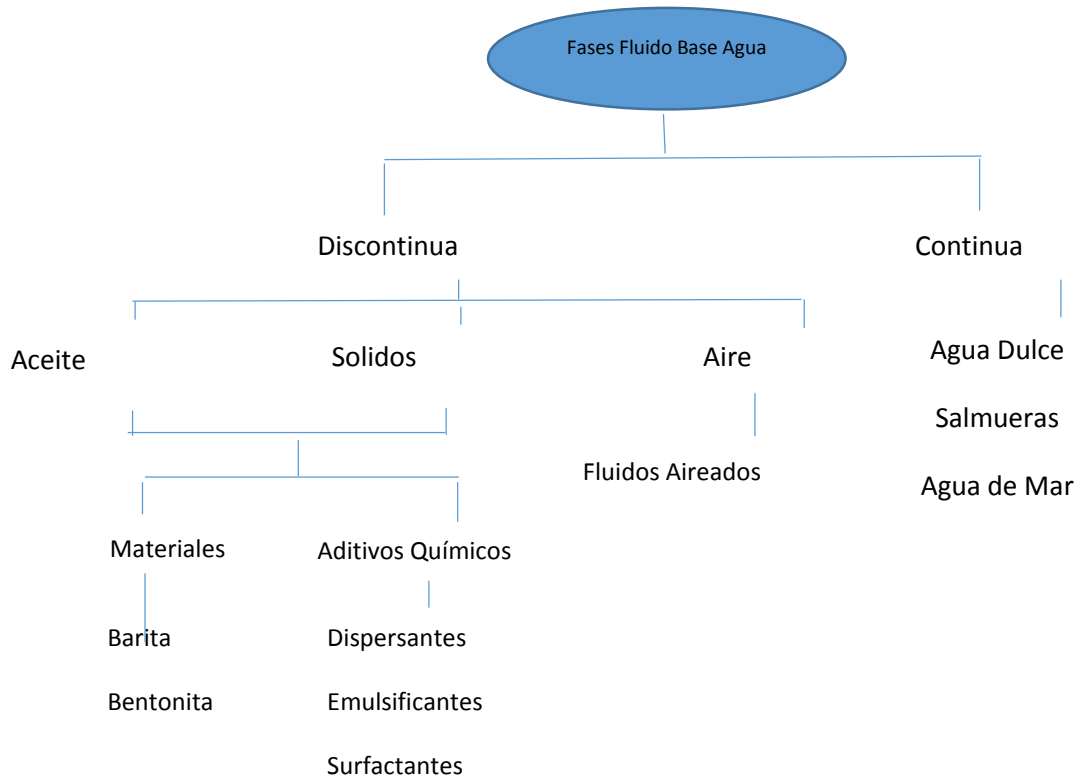 Fases Fluido Base Agua
Discontinua
Continua
Aceite
Solidos
Aire
Agua Dulce
Salmueras
Agua de Mar
Fluidos Aireados
Materiales
Aditivos Químicos
Barita
Bentonita
Dispersantes
Emulsificantes
Surfactantes